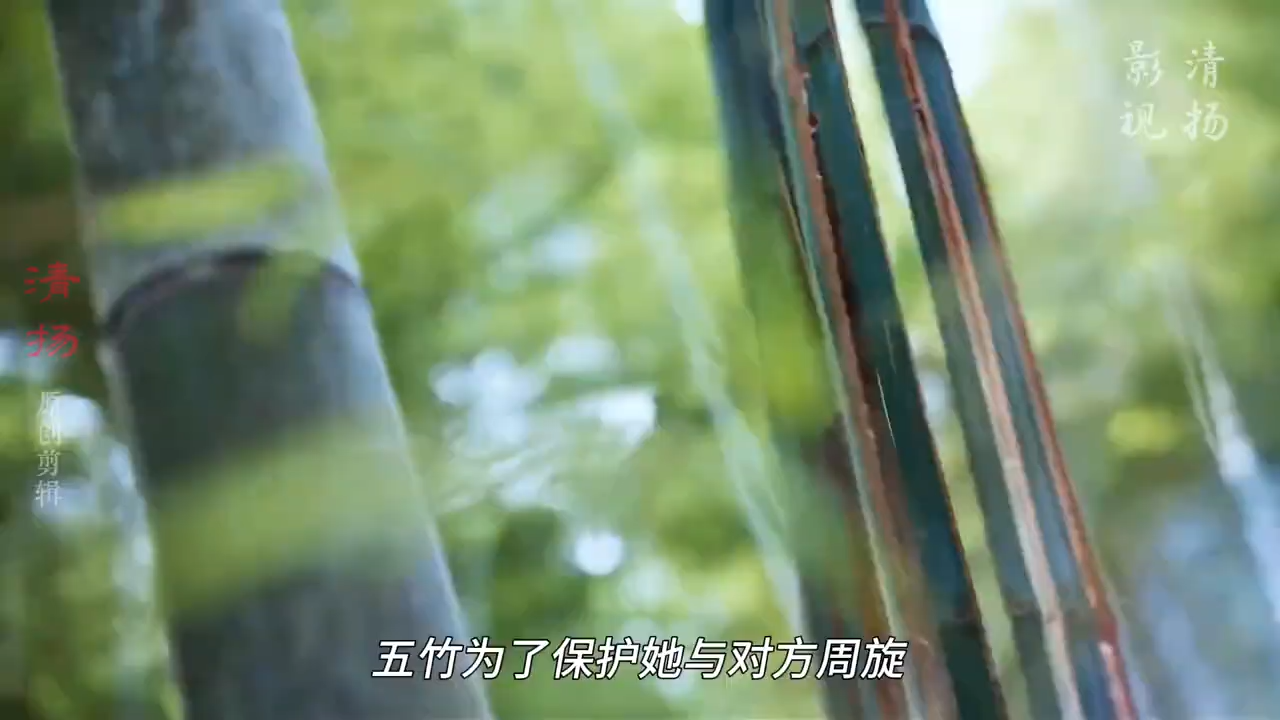 清扬
影视
清扬
原创剪辑
五竹为了保护她与对方周旋